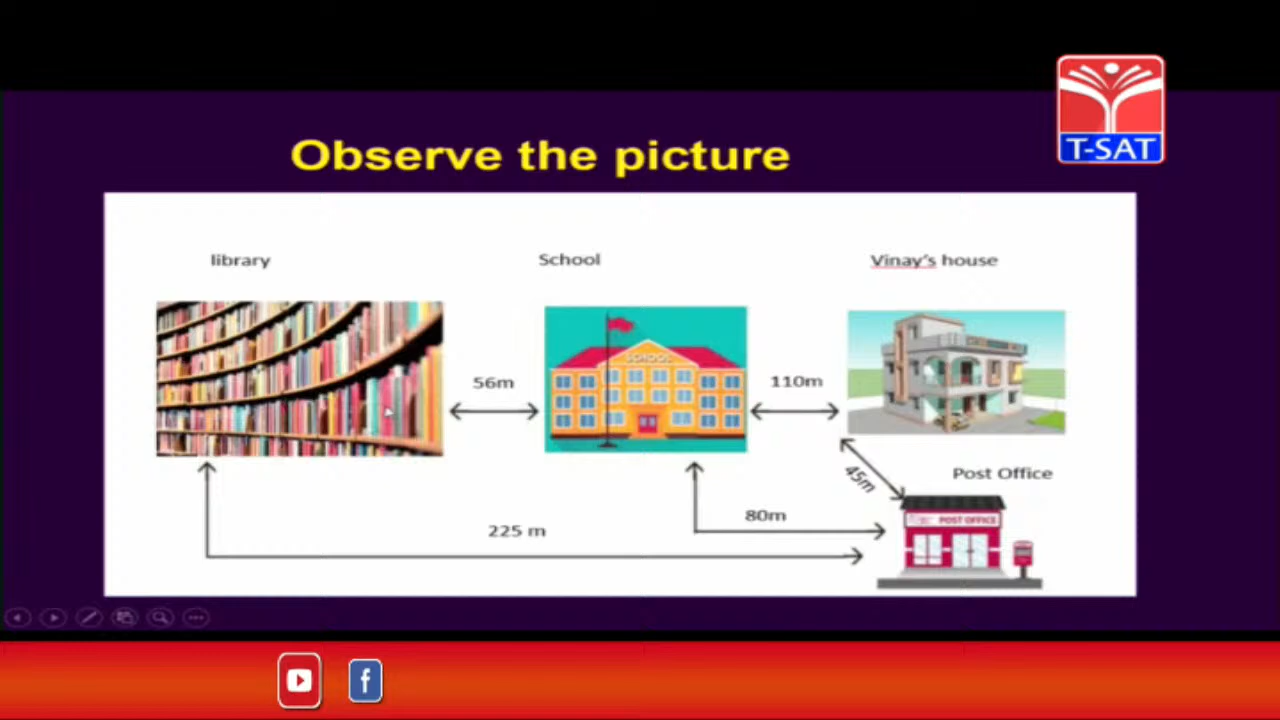 T-SAT
Observe the picture
library
School
Vinay's house
SCHOOL
56m
110m
45m
Post Office
80m
POST OFFICE
225 m
f